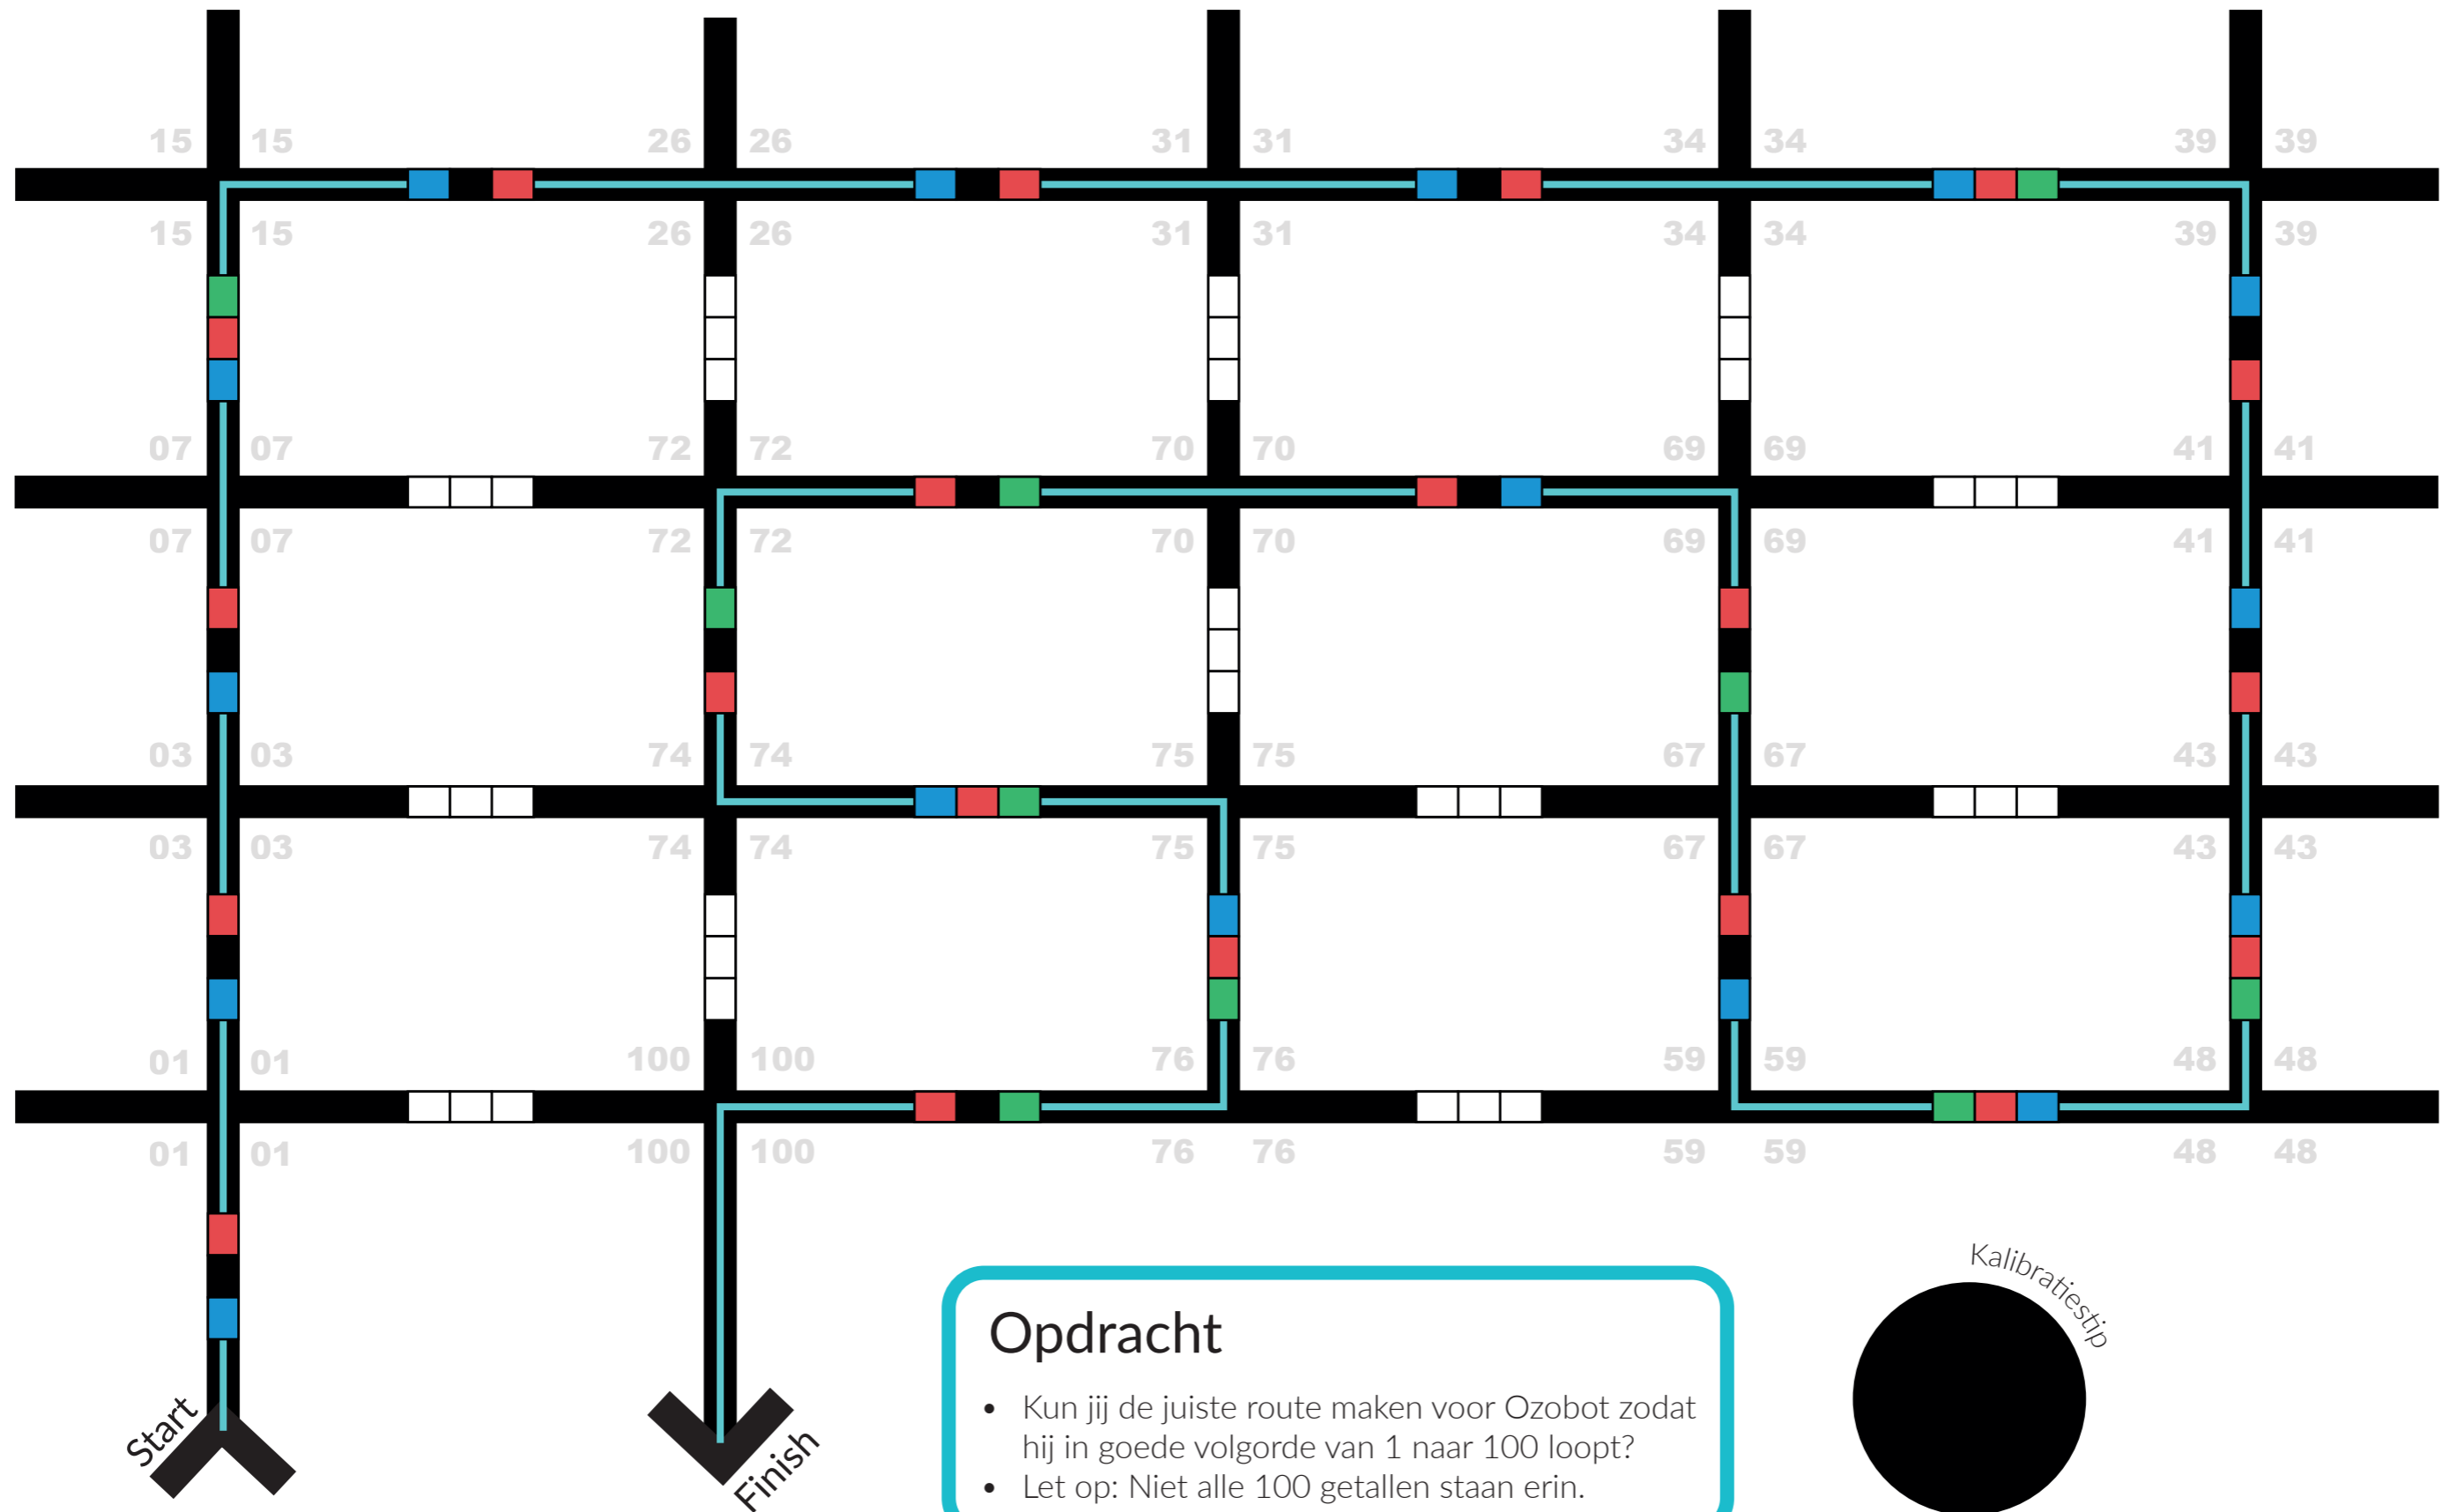 15 15 26 26 31 31 34 34 39 39
15 15 26 26 31 31 34 34 39 39
07 07 72 72 70 70 69 69 41 41
07 07 72 72 70 70 69 69 41 41
03 03 74 74 75 75 67 67 43 43
03 03 74 74 75 75 67 67 43 43
01 01 100 100 76 76 59 59 48 48
01 01 100 100 76 76 59 59 48 48
Start
Finish
Opdracht
• Kun jij de juiste route maken voor Ozobot zodat
hij in goede volgorde van 1 naar 100 loopt?
• Let op: Niet alle 100 getallen staan erin.
Kalibratiestip